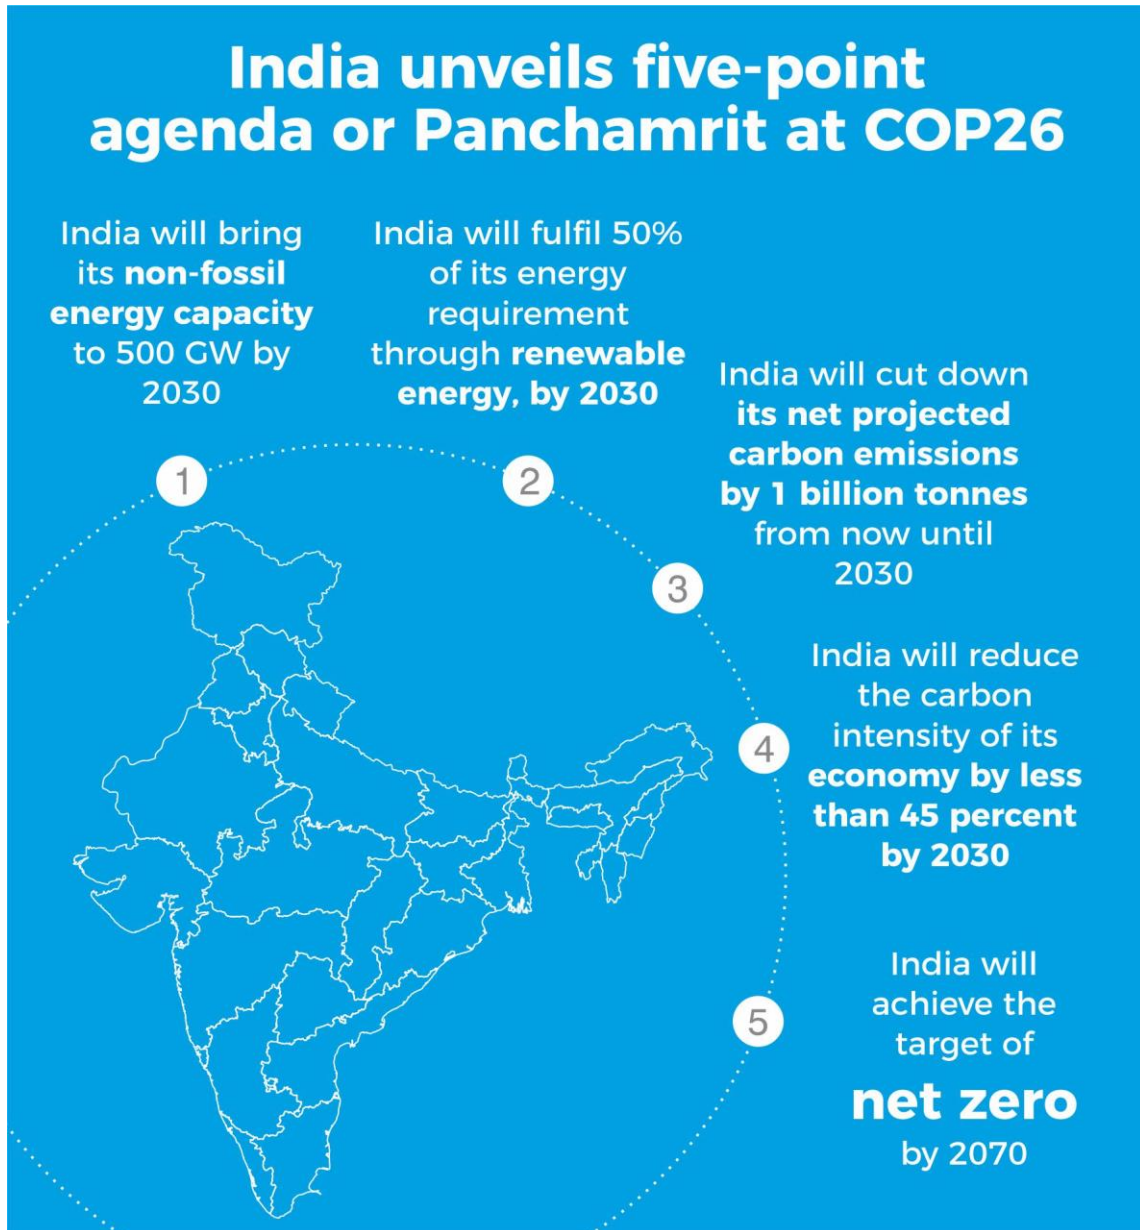 India unveils five-point
agenda or Panchamrit at COP26
India will bring
its non-fossil
energy capacity
to 500 GW by
2030
1
India will fulfil 50%
of its energy
requirement
through renewable
energy, by 2030
2
India will cut down
its net projected
carbon emissions
by 1 billion tonnes
from now until
2030
3
India will reduce
the carbon
intensity of its
economy by less
than 45 percent
by 2030
4
India will
achieve the
target of
net zero
by 2070
5